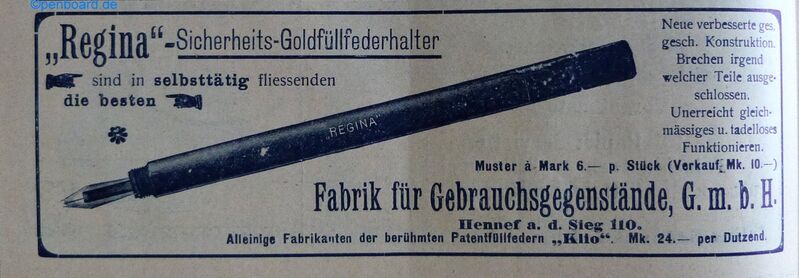 ©penboard.de
„Regina“-Sicherheits-Goldfüllfederhalter
sind in selbsttätig fliessenden
die besten
"REGINA"
Neue verbesserte ges.
gesch. Konstruktion.
Brechen irgend
welcher Teile ausge-
schlossen.
Unerreicht gleich-
mässiges u. tadelloses
Funktionieren.
Muster à Mark 6.— p. Stück (Verkauf Mk. 10.—)
Fabrik für Gebrauchsgegenstände, G. m. b. H.
Hennef a. d. Sieg 110.
Alleinige Fabrikanten der berühmten Patentfüllfedern „Klio“. Mk. 24.— per Dutzend.